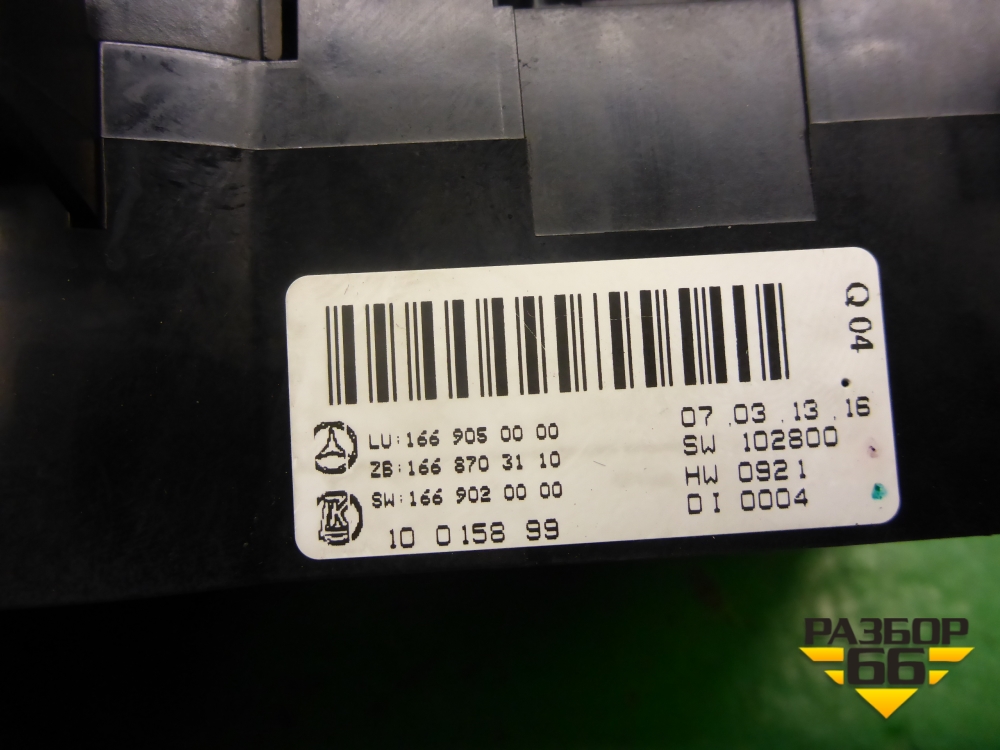 Q 04
07 .03 .13 .16
LU:166 905 00 00
SW 102800
ZB:166 870 31 10
HW 0921
SW:166 902 00 00
DI 0004
10 0158 99
РАЗБОР
66